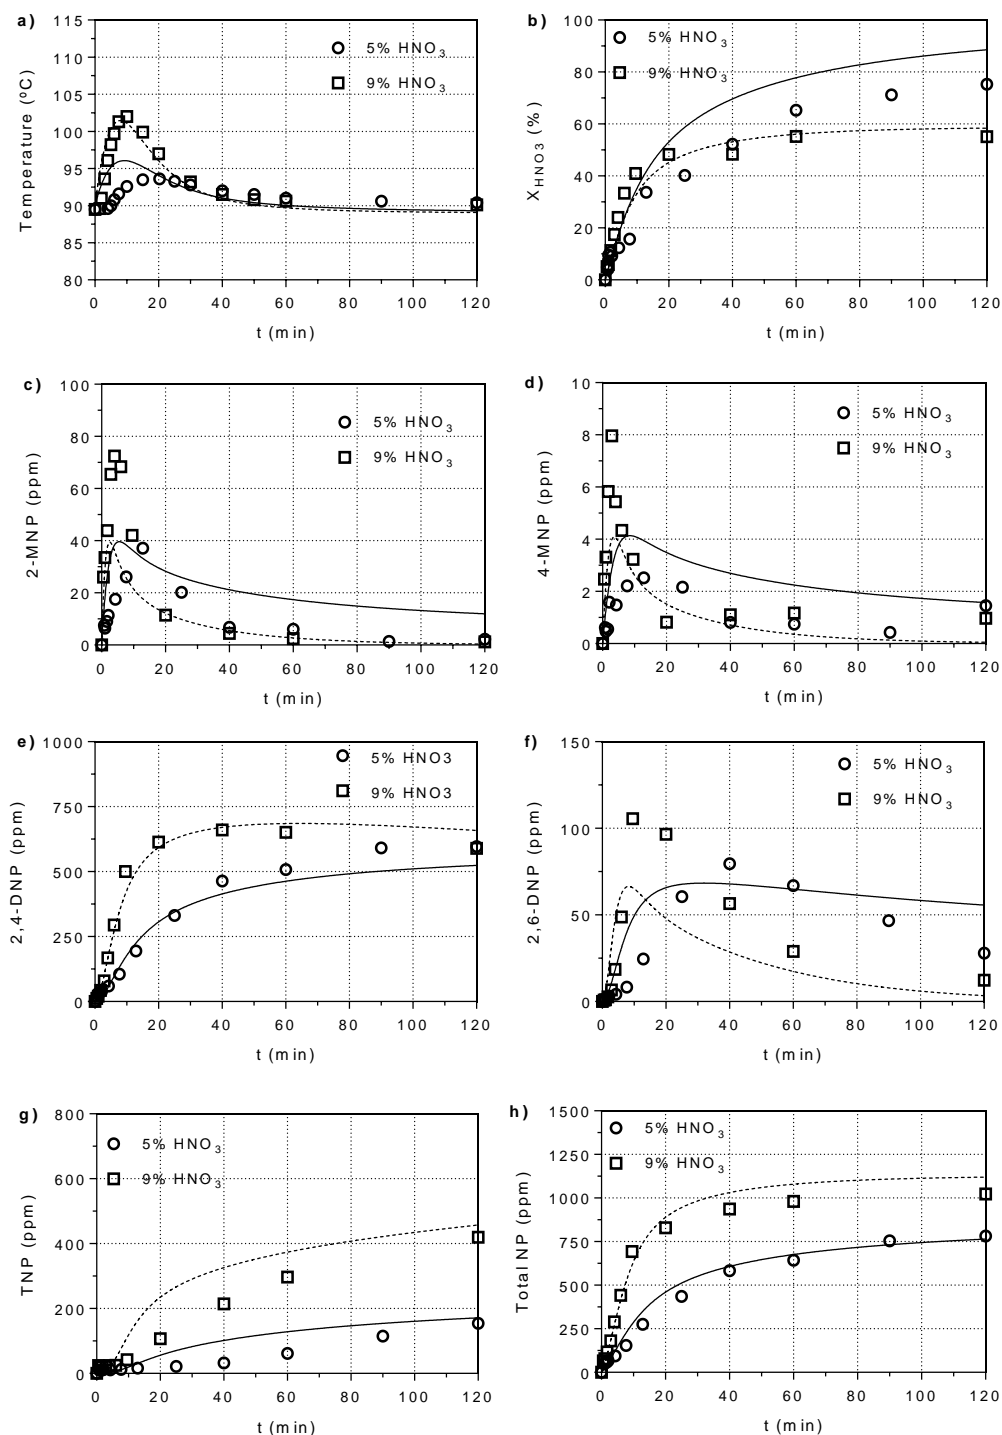 a)
115
110
105
100
95
90
85
80
Temperature (ºC)
5% HNO3
9% HNO3
0 20 40 60 80 100 120
t (min)
b)
100
80
60
40
20
0
XHNO3 (%)
5% HNO3
9% HNO3
0 20 40 60 80 100 120
t (min)
c)
100
80
60
40
20
0
2-MNP (ppm)
5% HNO3
9% HNO3
0 20 40 60 80 100 120
t (min)
d)
10
8
6
4
2
0
4-MNP (ppm)
5% HNO3
9% HNO3
0 20 40 60 80 100 120
t (min)
e)
1000
750
500
250
0
2,4-DNP (ppm)
5% HNO3
9% HNO3
0 20 40 60 80 100 120
t (min)
f)
150
100
50
0
2,6-DNP (ppm)
5% HNO3
9% HNO3
0 20 40 60 80 100 120
t (min)
g)
800
600
400
200
0
TNP (ppm)
5% HNO3
9% HNO3
0 20 40 60 80 100 120
t (min)
h)
1500
1250
1000
750
500
250
0
Total NP (ppm)
5% HNO3
9% HNO3
0 20 40 60 80 100 120
t (min)